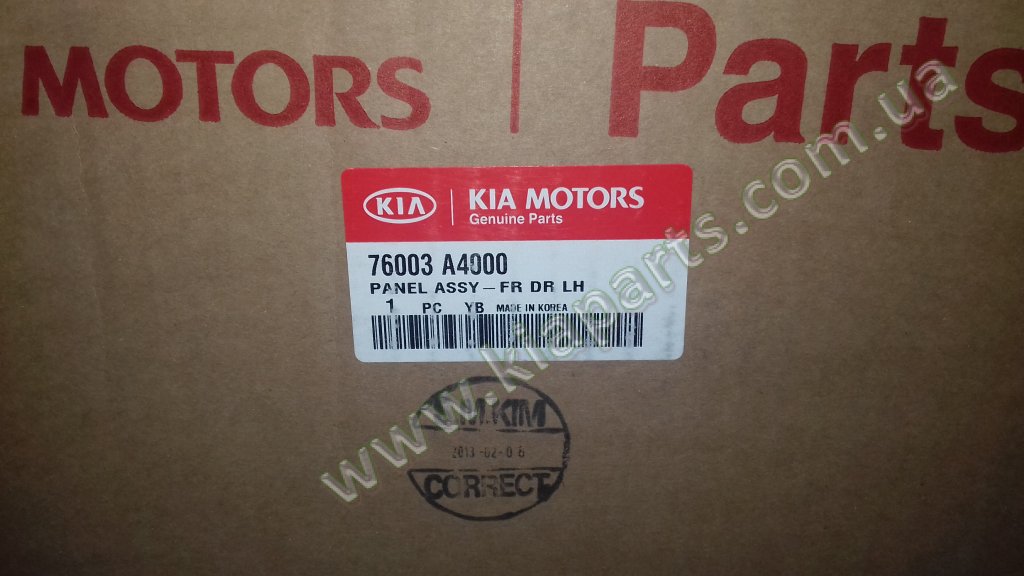 MOTORS | Parts
KIA | KIA MOTORS
Genuine Parts
76003 A4000
PANEL ASSY-FR DR LH
1 PC YB MADE IN KOREA
KIM
2013-02-06
CORRECT
www.kiaparts.com.ua